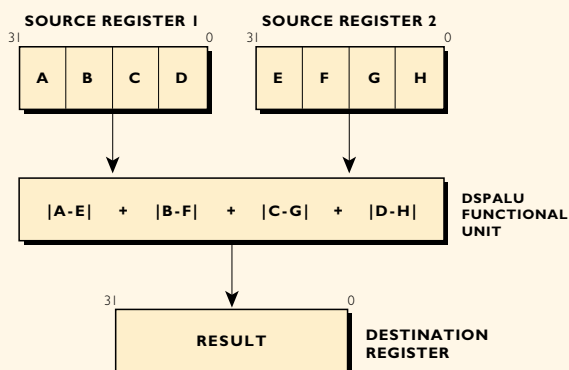 SOURCE REGISTER 1 SOURCE REGISTER 2
31 0 31 0
A B C D E F G H
|A-E| + |B-F| + |C-G| + |D-H|
DSPALU
FUNCTIONAL
UNIT
31 0
RESULT
DESTINATION
REGISTER